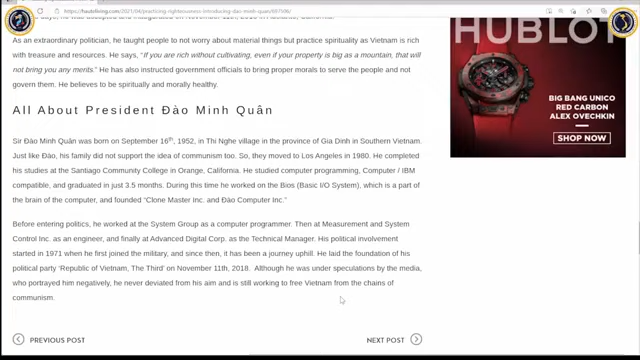 https://hauteliving.com/2021/04/practicing-righteousness-introducing-dao-minh-quan/697506/
As an extraordinary politician, he taught people to not worry about material things but practice spirituality as Vietnam is rich
with treasure and resources. He says, "If you are rich without cultivating, even if your property is big as a mountain, that will
not bring you any merits." He has also instructed government officials to bring proper morals to serve the people and not
govern them. He believes to be spiritually and morally healthy.
All About President Đào Minh Quân
Sir Đào Minh Quân was born on September 16th, 1952, in Thi Nghe village in the province of Gia Dinh in Southern Vietnam.
Just like Đào, his family did not support the idea of communism too. So, they moved to Los Angeles in 1980. He completed
his studies at the Santiago Community College in Orange, California. He studied computer programming, Computer / IBM
compatible, and graduated in just 3.5 months. During this time he worked on the Bios (Basic I/O System), which is a part of
the brain of the computer, and founded "Clone Master Inc. and Đào Computer Inc."
Before entering politics, he worked at the System Group as a computer programmer. Then at Measurement and System
Control Inc. as an engineer, and finally at Advanced Digital Corp. as the Technical Manager. His political involvement
started in 1971 when he first joined the military, and since then, it has been a journey uphill. He laid the foundation of his
political party 'Republic of Vietnam, The Third' on November 11th, 2018. Although he was under speculations by the media,
who portrayed him negatively, he never deviated from his aim and is still working to free Vietnam from the chains of
communism.
PREVIOUS POST
NEXT POST
HUBLOT
BIG BANG UNICO
RED CARBON
ALEX OVECHKIN
SHOP NOW